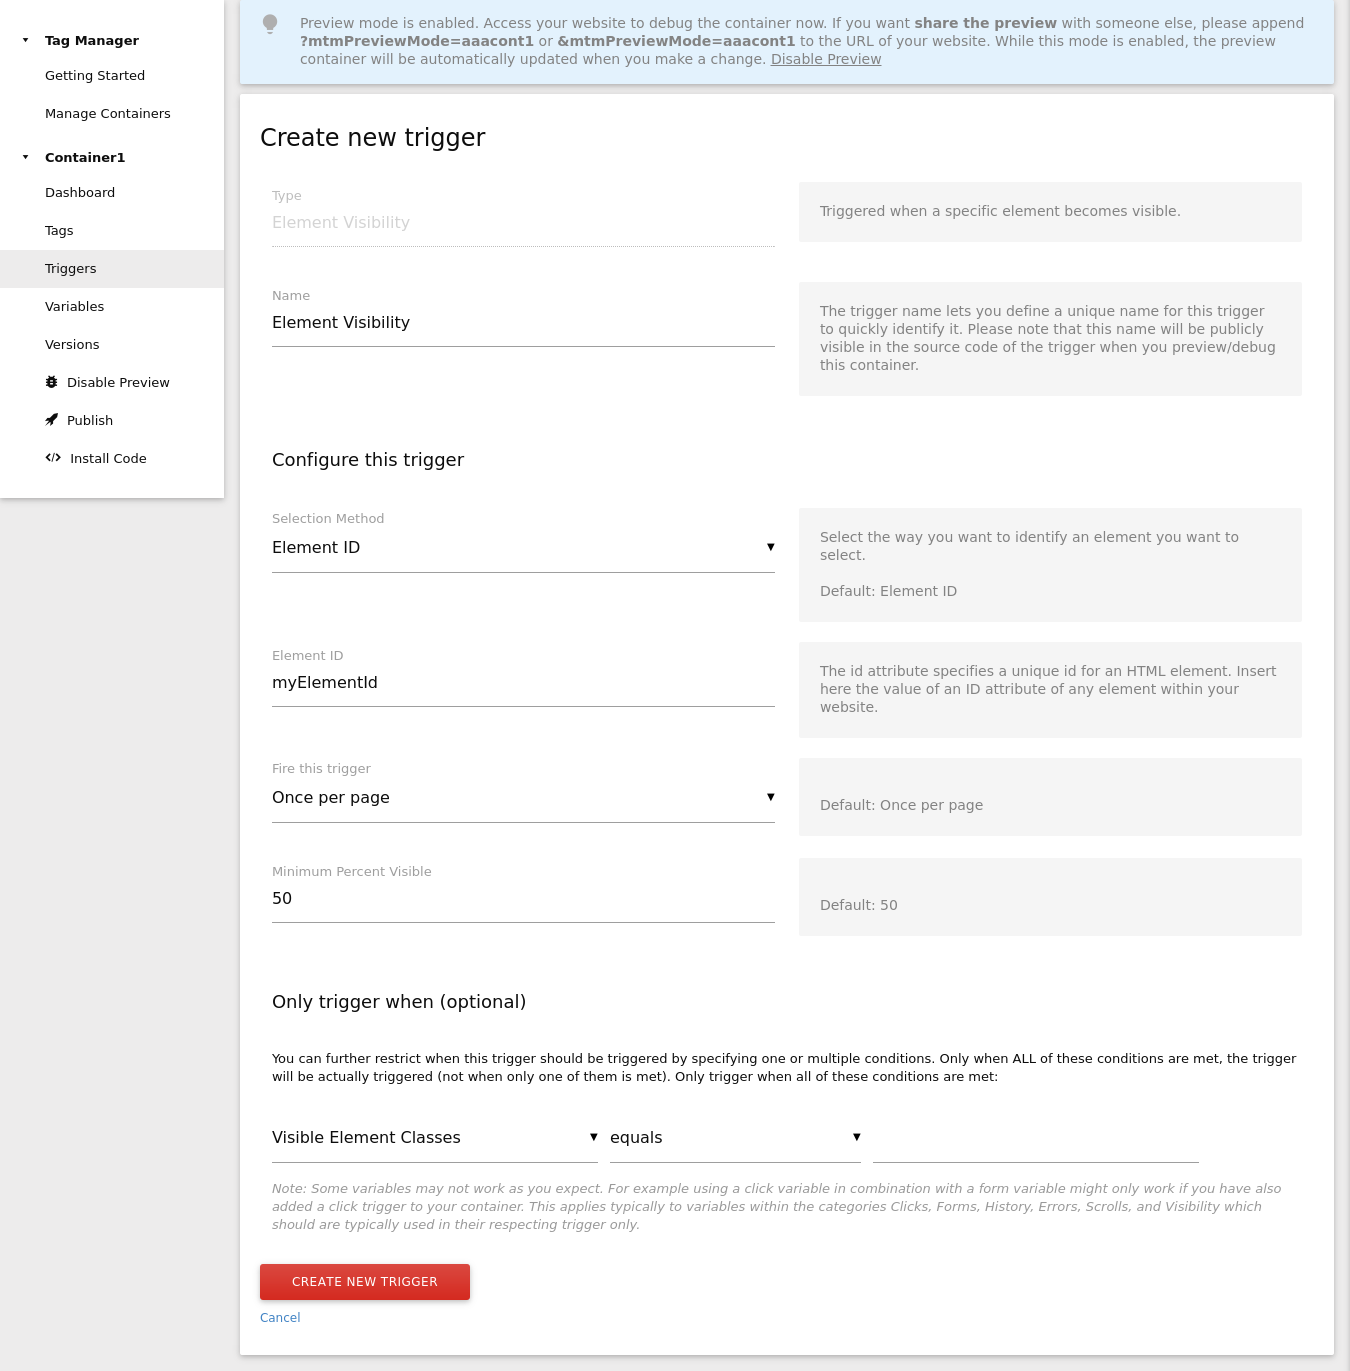 Tag Manager
Getting Started
Manage Containers
Container1
Dashboard
Tags
Triggers
Variables
Versions
Disable Preview
Publish
Install Code
Preview mode is enabled. Access your website to debug the container now. If you want share the preview with someone else, please append
?mtmPreviewMode=aaacont1 or &mtmPreviewMode=aaacont1 to the URL of your website. While this mode is enabled, the preview
container will be automatically updated when you make a change. Disable Preview
Create new trigger
Type
Element Visibility
Triggered when a specific element becomes visible.
Name
Element Visibility
The trigger name lets you define a unique name for this trigger
to quickly identify it. Please note that this name will be publicly
visible in the source code of the trigger when you preview/debug
this container.
Configure this trigger
Selection Method
Element ID
Select the way you want to identify an element you want to
select.
Default: Element ID
Element ID
myElementId
The id attribute specifies a unique id for an HTML element. Insert
here the value of an ID attribute of any element within your
website.
Fire this trigger
Once per page
Default: Once per page
Minimum Percent Visible
50
Default: 50
Only trigger when (optional)
You can further restrict when this trigger should be triggered by specifying one or multiple conditions. Only when ALL of these conditions are met, the trigger
will be actually triggered (not when only one of them is met). Only trigger when all of these conditions are met:
Visible Element Classes
equals
Note: Some variables may not work as you expect. For example using a click variable in combination with a form variable might only work if you have also
added a click trigger to your container. This applies typically to variables within the categories Clicks, Forms, History, Errors, Scrolls, and Visibility which
should are typically used in their respecting trigger only.
CREATE NEW TRIGGER
Cancel